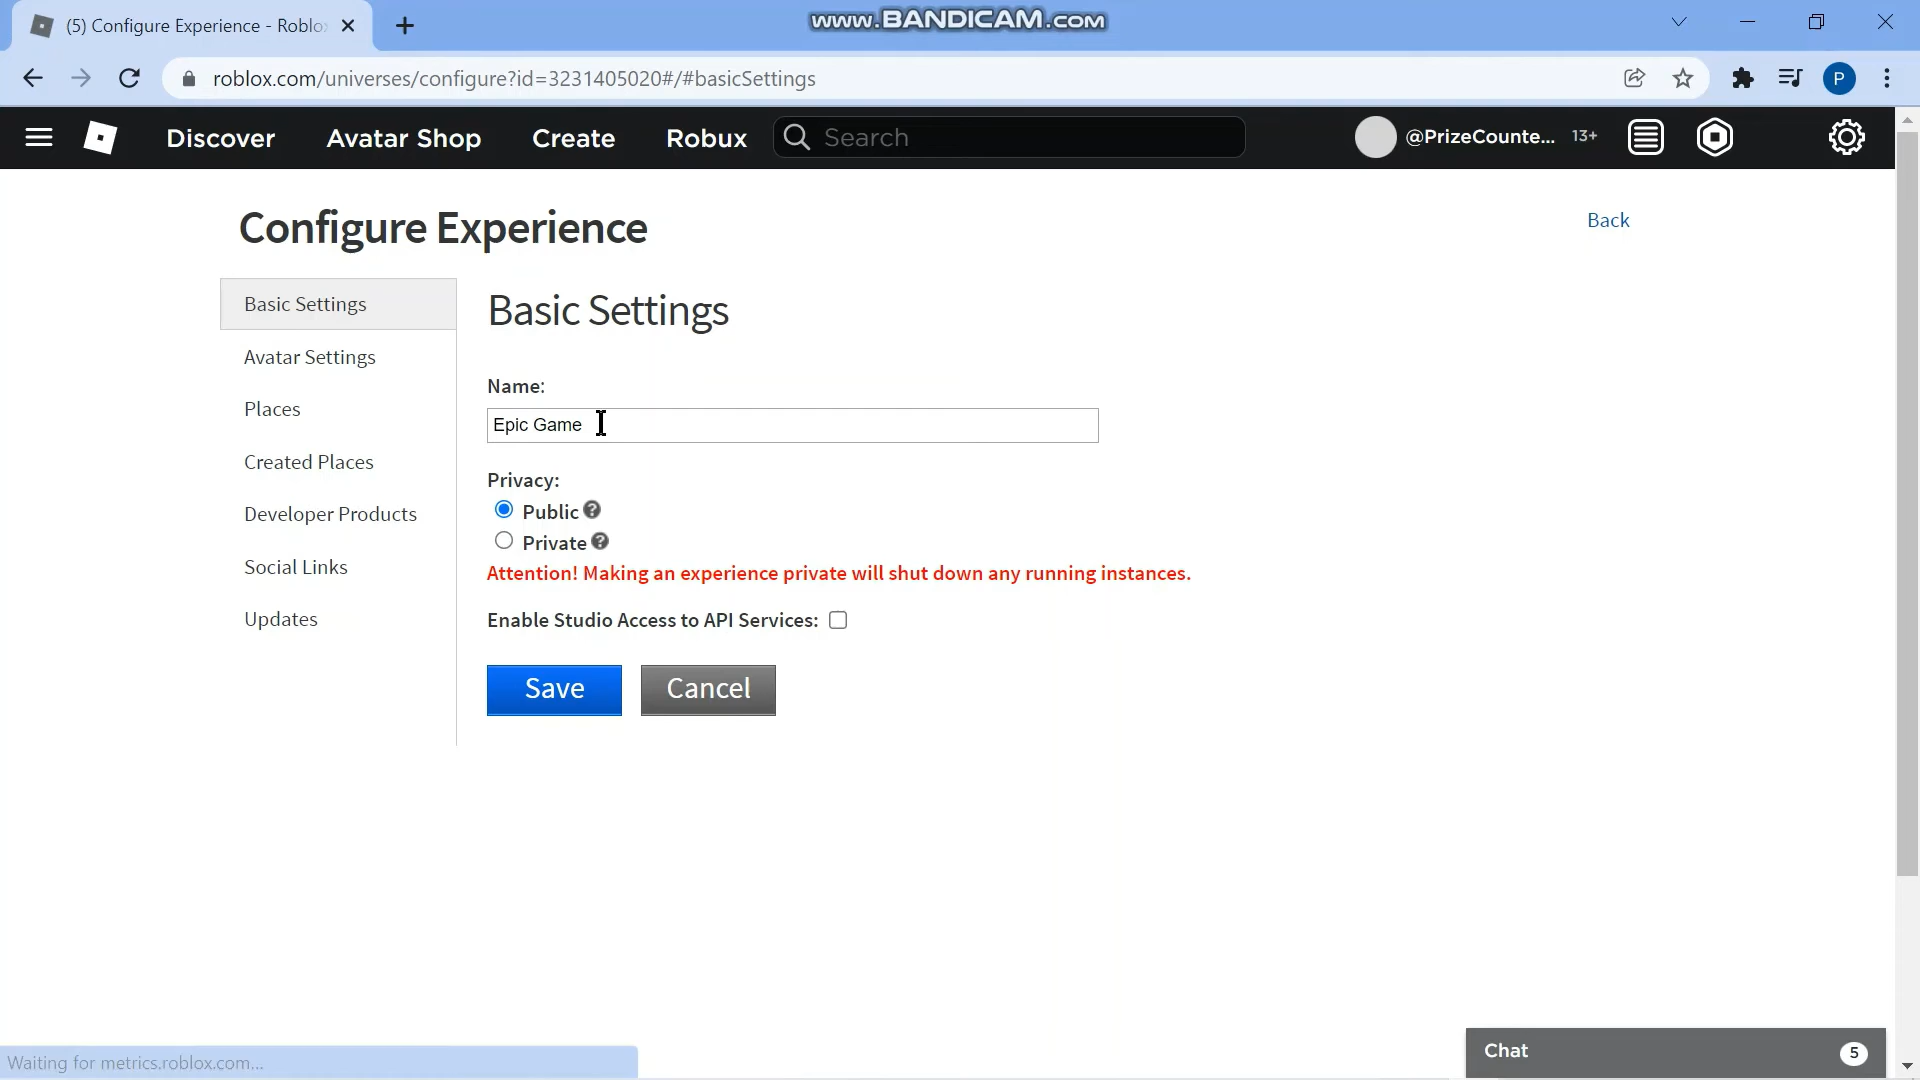 (5) Configure Experience - Roblo
www.BANDICAM.com
roblox.com/universes/configure?id=3231405020#/#basicSettings
P
Discover
Avatar Shop
Create
Robux
Search
@PrizeCounte...
13+
Configure Experience
Back
Basic Settings
Avatar Settings
Places
Created Places
Developer Products
Social Links
Updates
Basic Settings
Name:
Epic Game
Privacy:
Public
Private
Attention! Making an experience private will shut down any running instances.
Enable Studio Access to API Services:
Save
Cancel
Waiting for metrics.roblox.com...
Chat
5